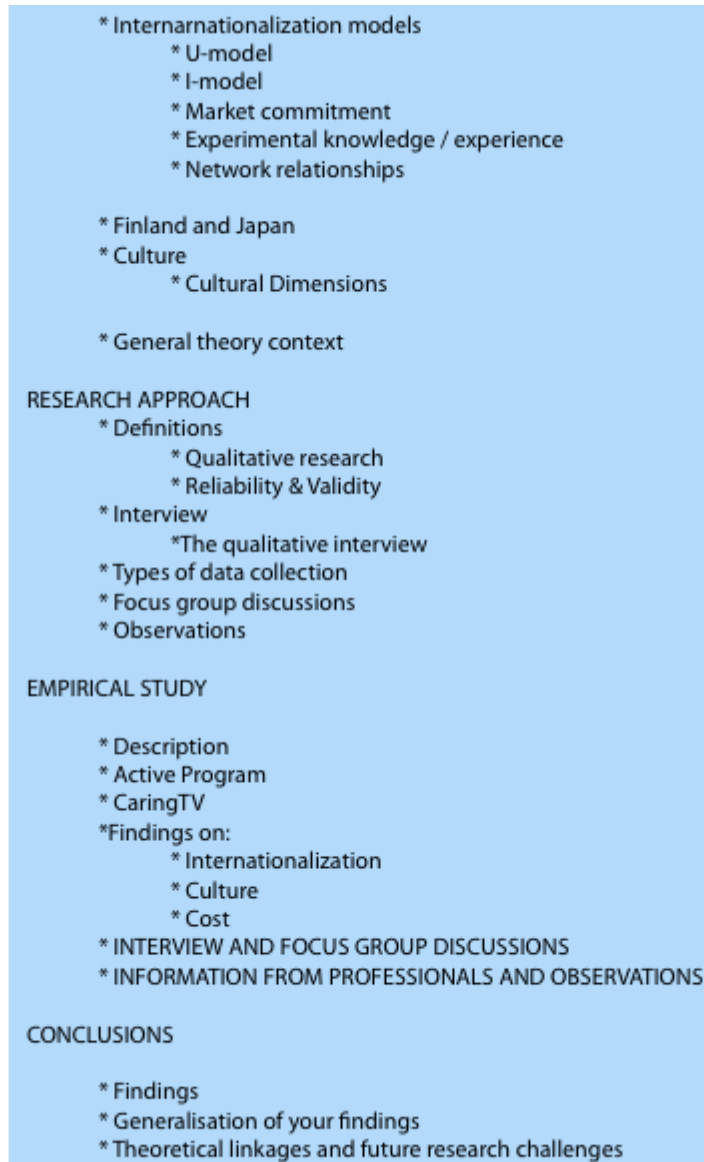 * Internarnationalization models
* U-model
* I-model
* Market commitment
* Experimental knowledge / experience
* Network relationships
* Finland and Japan
* Culture
* Cultural Dimensions
* General theory context
RESEARCH APPROACH
* Definitions
* Qualitative research
* Reliability & Validity
* Interview
*The qualitative interview
* Types of data collection
* Focus group discussions
* Observations
EMPIRICAL STUDY
* Description
* Active Program
* CaringTV
*Findings on:
* Internationalization
* Culture
* Cost
* INTERVIEW AND FOCUS GROUP DISCUSSIONS
* INFORMATION FROM PROFESSIONALS AND OBSERVATIONS
CONCLUSIONS
* Findings
* Generalisation of your findings
* Theoretical linkages and future research challenges